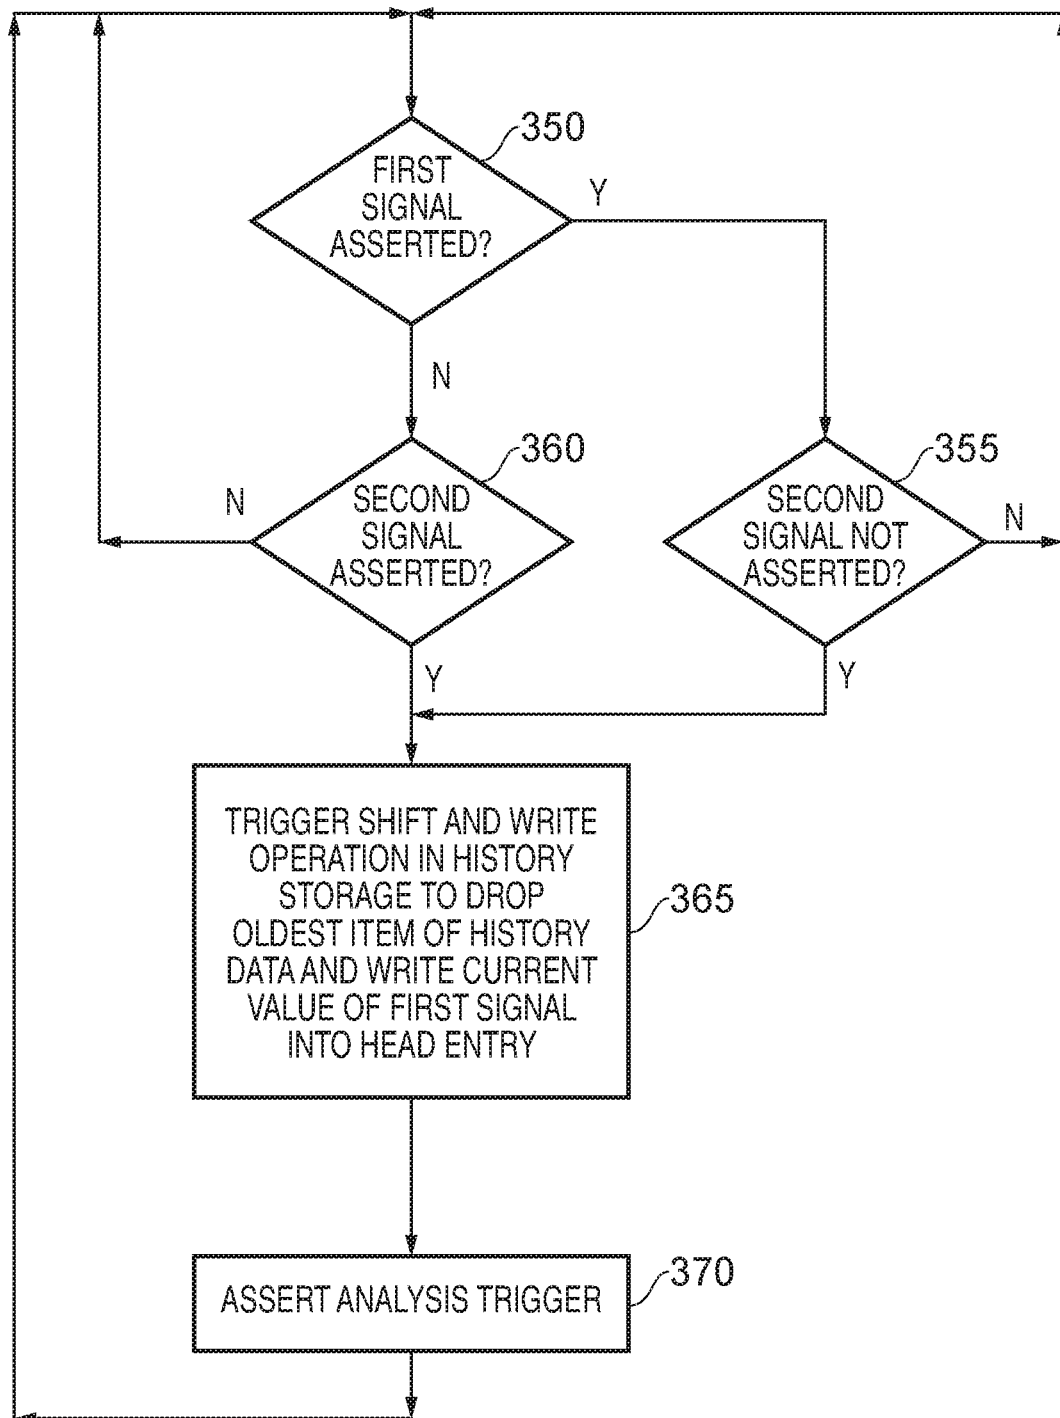 350
FIRST
SIGNAL
ASSERTED?
Y
N
360
SECOND
SIGNAL
ASSERTED?
N
Y
355
SECOND
SIGNAL NOT
ASSERTED?
N
Y
TRIGGER SHIFT AND WRITE
OPERATION IN HISTORY
STORAGE TO DROP
OLDEST ITEM OF HISTORY
DATA AND WRITE CURRENT
VALUE OF FIRST SIGNAL
INTO HEAD ENTRY
365
ASSERT ANALYSIS TRIGGER
370